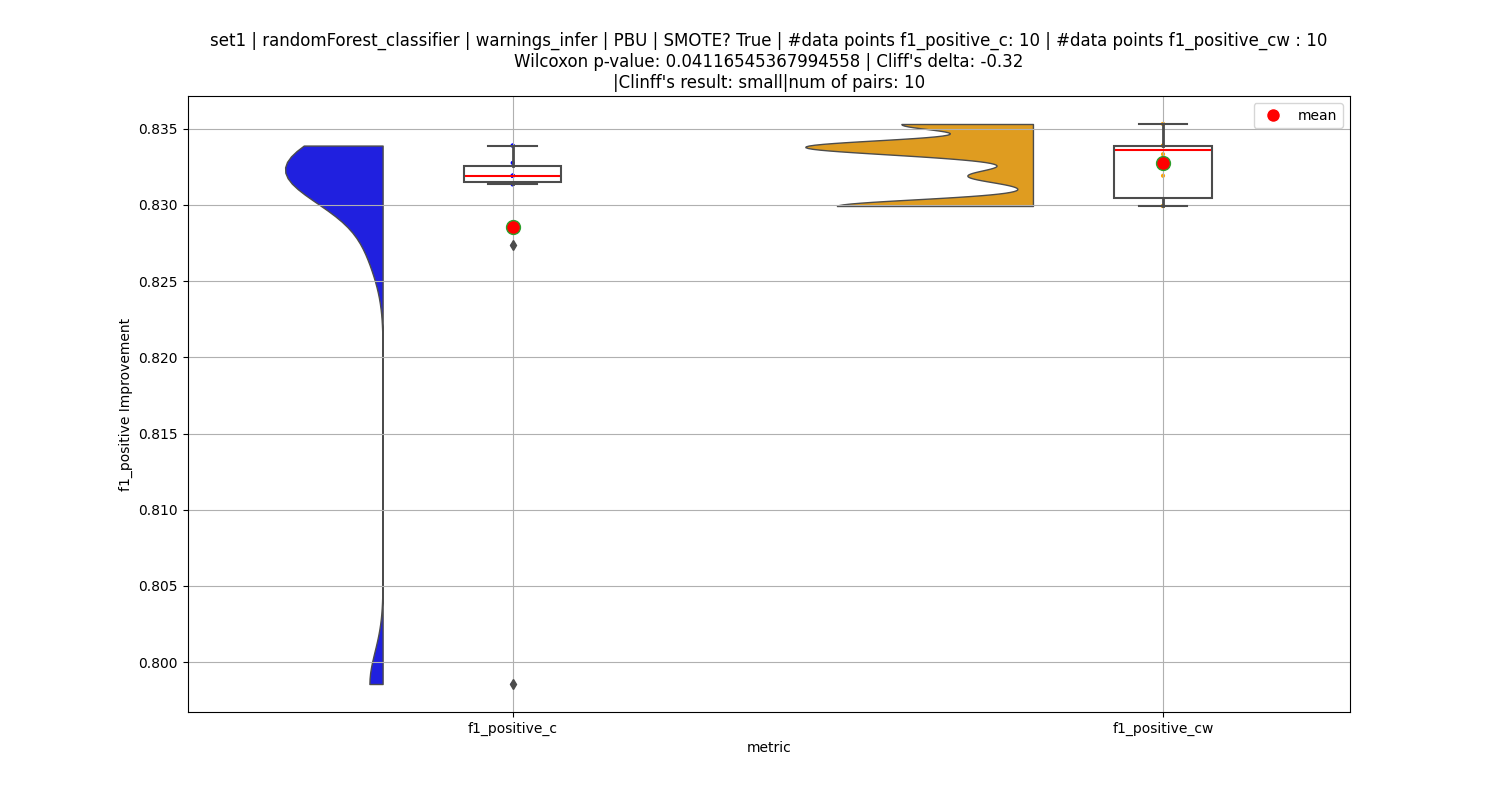 set1 | randomForest_classifier | warnings_infer | PBU | SMOTE? True | #data points f1_positive_c: 10 | #data points f1_positive_cw : 10
Wilcoxon p-value: 0.04116545367994558 | Cliff's delta: -0.32
|Clinff's result: small|num of pairs: 10
mean
0.835
0.830
0.825
0.820
0.815
0.810
0.805
0.800
f1_positive Improvement
f1_positive_c
f1_positive_cw
metric